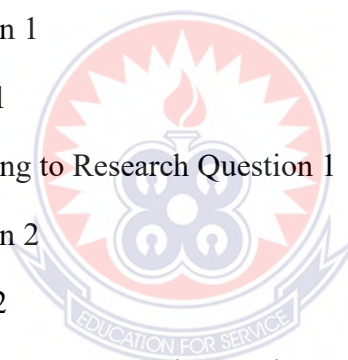 n 1
1
ng to Research Question 1
n 2
2
EDUCATION FOR SERVICE